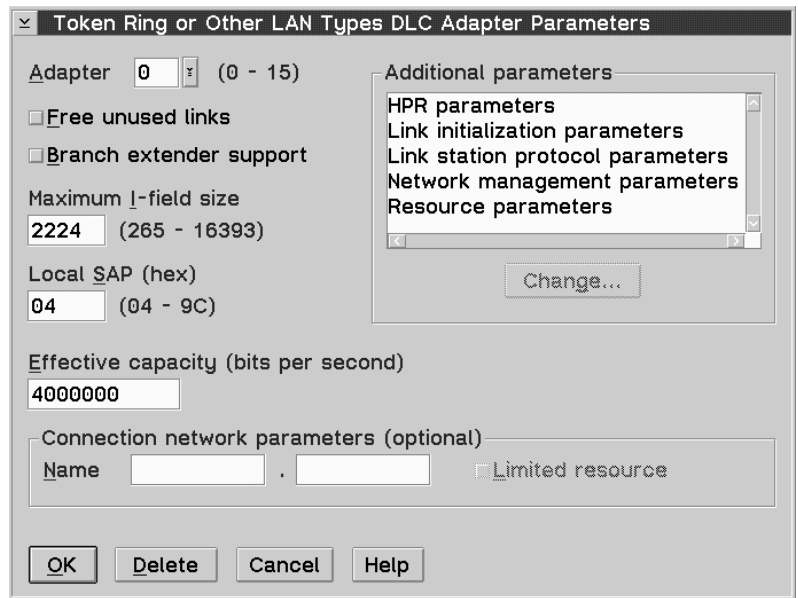 Token Ring or Other LAN Types DLC Adapter Parameters
Adapter 0 (0 - 15)
Free unused links
Branch extender support
Maximum I-field size
2224 (265 - 16393)
Local SAP (hex)
04 (04 - 9C)
Additional parameters
HPR parameters
Link initialization parameters
Link station protocol parameters
Network management parameters
Resource parameters
Change...
Effective capacity (bits per second)
4000000
Connection network parameters (optional)
Name . Limited resource
OK Delete Cancel Help